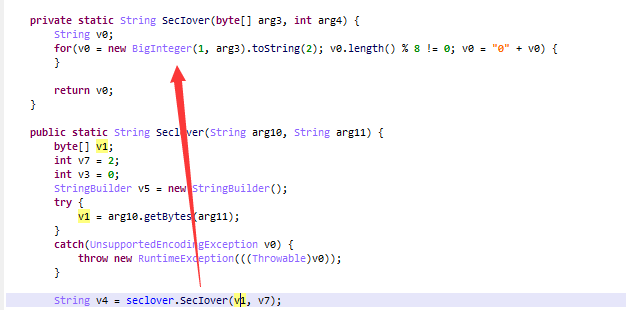 private static String SecIover(byte[] arg3, int arg4) {
String v0;
for(v0 = new BigInteger(1, arg3).toString(2); v0.length() % 8 != 0; v0 = "0" + v0) {
}
return v0;
}
public static String Seclover(String arg10, String arg11) {
byte[] v1;
int v7 = 2;
int v3 = 0;
StringBuilder v5 = new StringBuilder();
try {
v1 = arg10.getBytes(arg11);
}
catch(UnsupportedEncodingException v0) {
throw new RuntimeException(((Throwable)v0));
}
String v4 = seclover.SecIover(v1, v7);